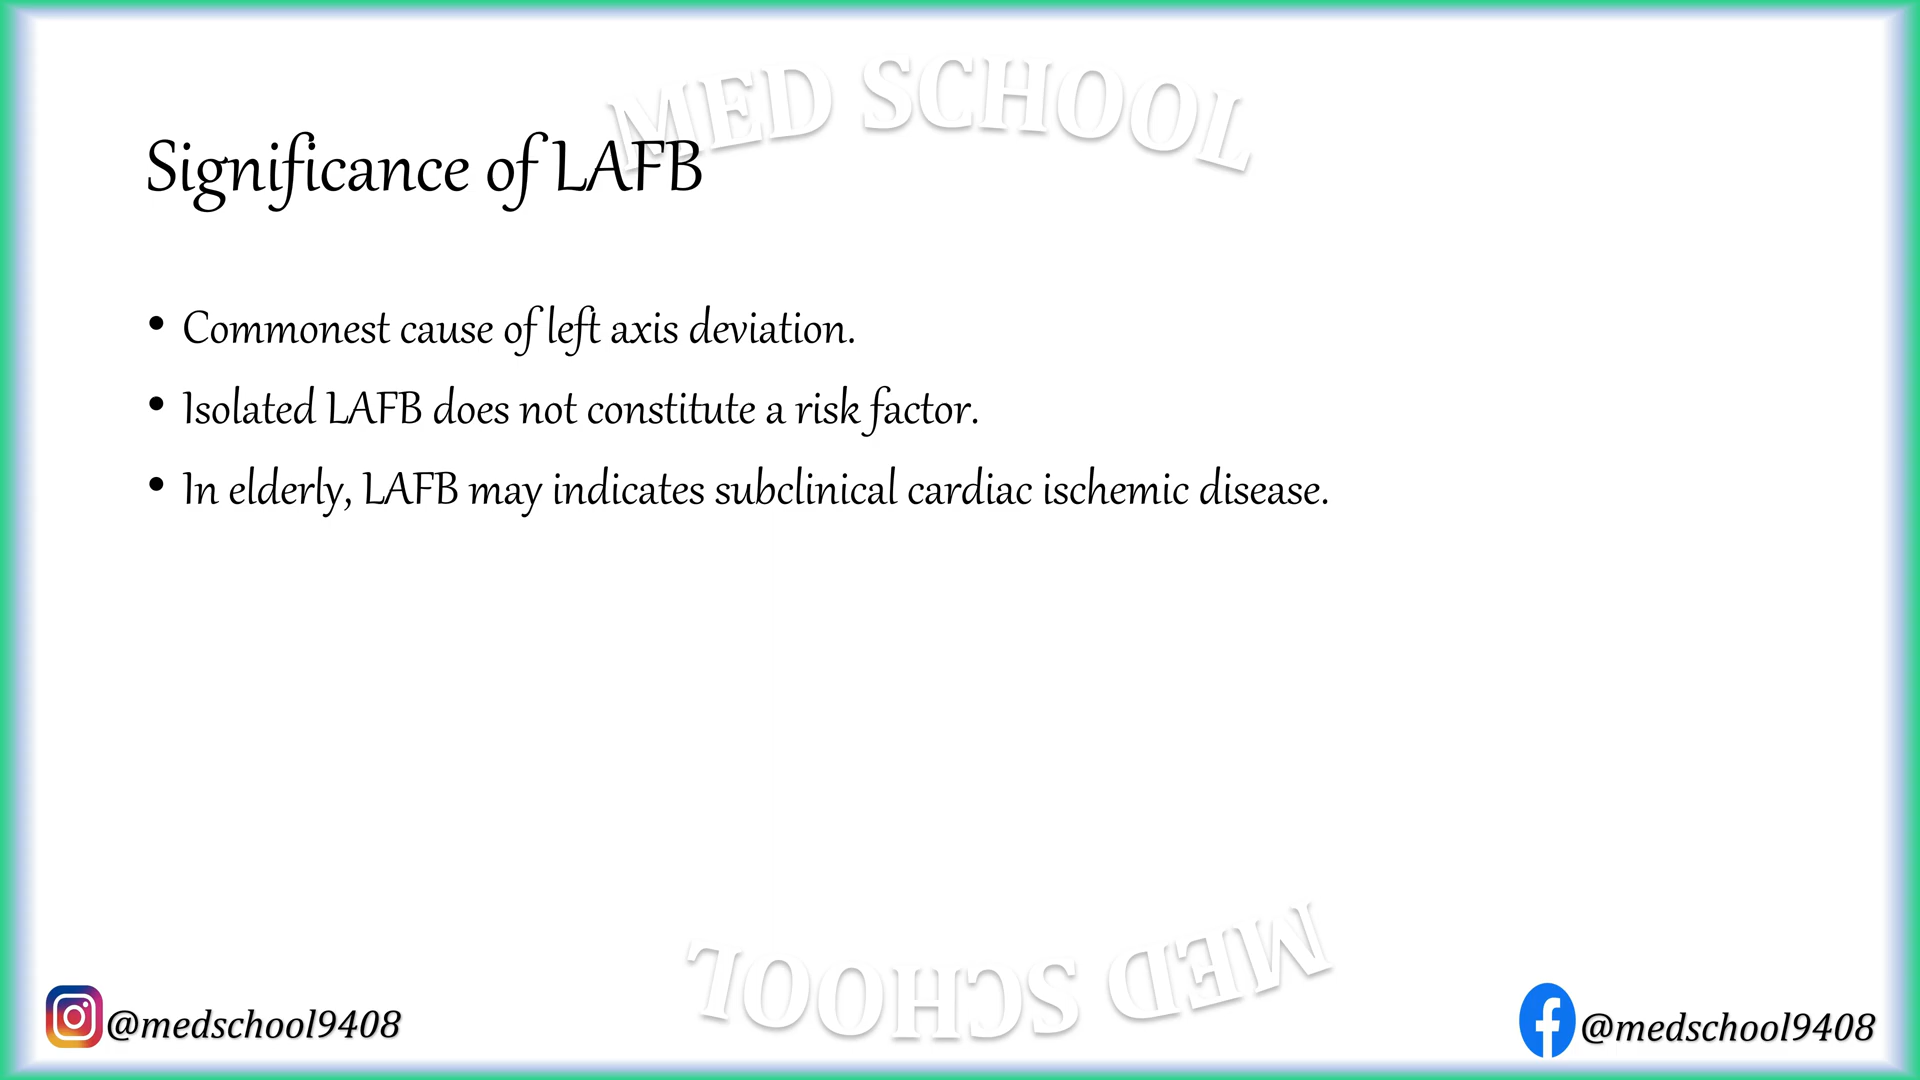 MED SCHOOL
Significance of LAFB
• Commonest cause of left axis deviation.
• Isolated LAFB does not constitute a risk factor.
• In elderly, LAFB may indicates subclinical cardiac ischemic disease.
MED SCHOOL
@medschool9408
@medschool9408